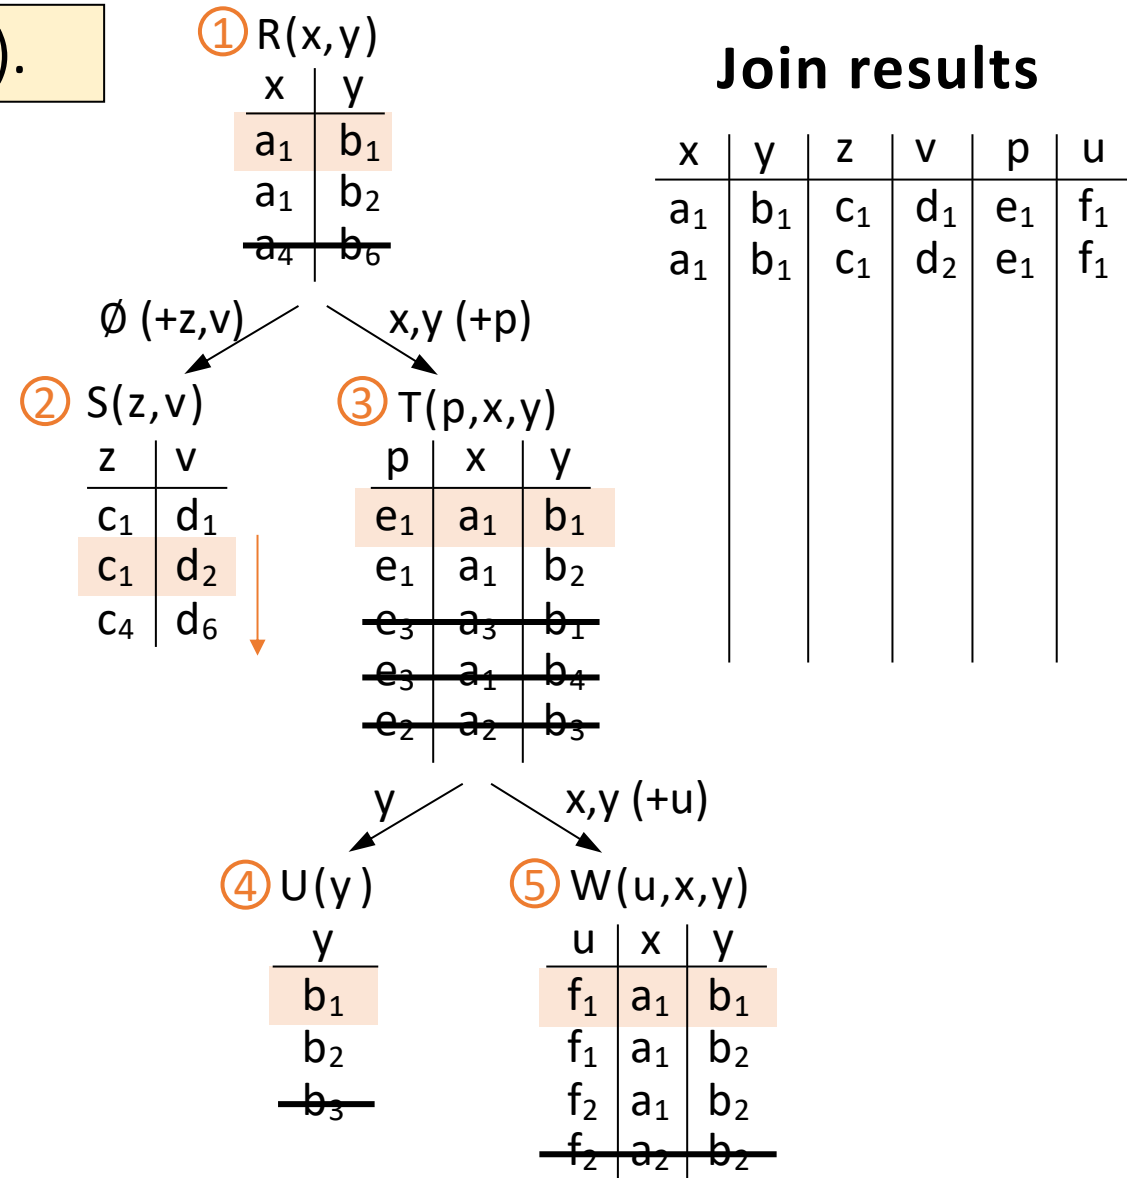 ).
① R(x,y)
x y
a₁ b₁
a₁ b₂
a₄ b₆
Join results
x y z v p u
a₁ b₁ c₁ d₁ e₁ f₁
a₁ b₁ c₁ d₂ e₁ f₁
Ø (+z,v)
x,y (+p)
② S(z,v)
z v
c₁ d₁
c₁ d₂
c₄ d₆
③ T(p,x,y)
p x y
e₁ a₁ b₁
e₁ a₁ b₂
e₃ a₃ b₁
e₃ a₁ b₄
e₂ a₂ b₃
y
x,y (+u)
④ U(y)
y
b₁
b₂
b₃
⑤ W(u,x,y)
u x y
f₁ a₁ b₁
f₁ a₁ b₂
f₂ a₁ b₂
f₂ a₂ b₂